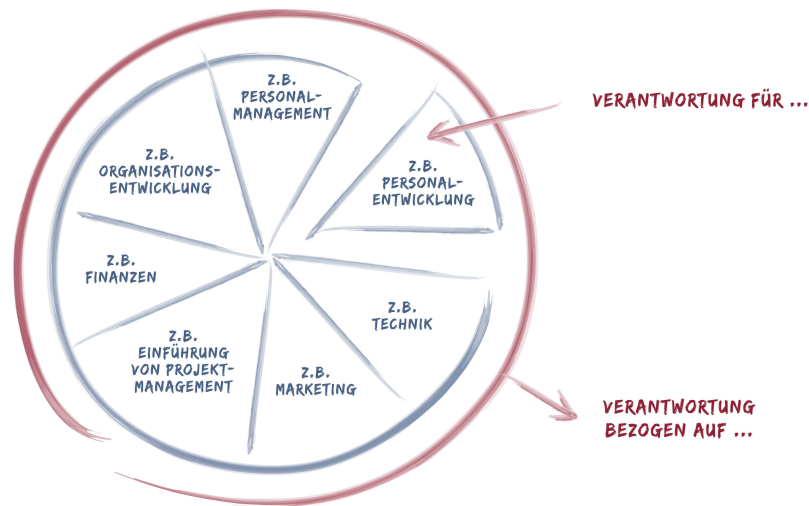 Z.B.
PERSONAL-
MANAGEMENT
VERANTWORTUNG FÜR ...
Z.B.
ORGANISATIONS-
ENTWICKLUNG
Z.B.
PERSONAL-
ENTWICKLUNG
Z.B.
FINANZEN
Z.B.
TECHNIK
Z.B.
EINFÜHRUNG
VON PROJEKT-
MANAGEMENT
Z.B.
MARKETING
VERANTWORTUNG
BEZOGEN AUF ...